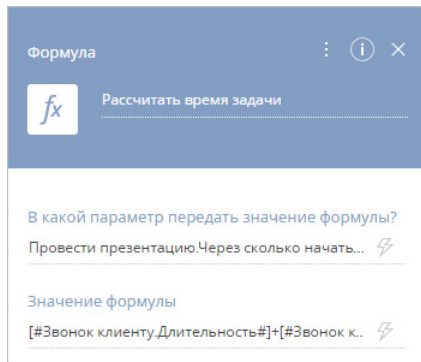 Формула
fx
Рассчитать время задачи
В какой параметр передать значение формулы?
Провести презентацию.Через сколько начать...
Значение формулы
[#Звонок клиенту.Длительность#]+[#Звонок к..